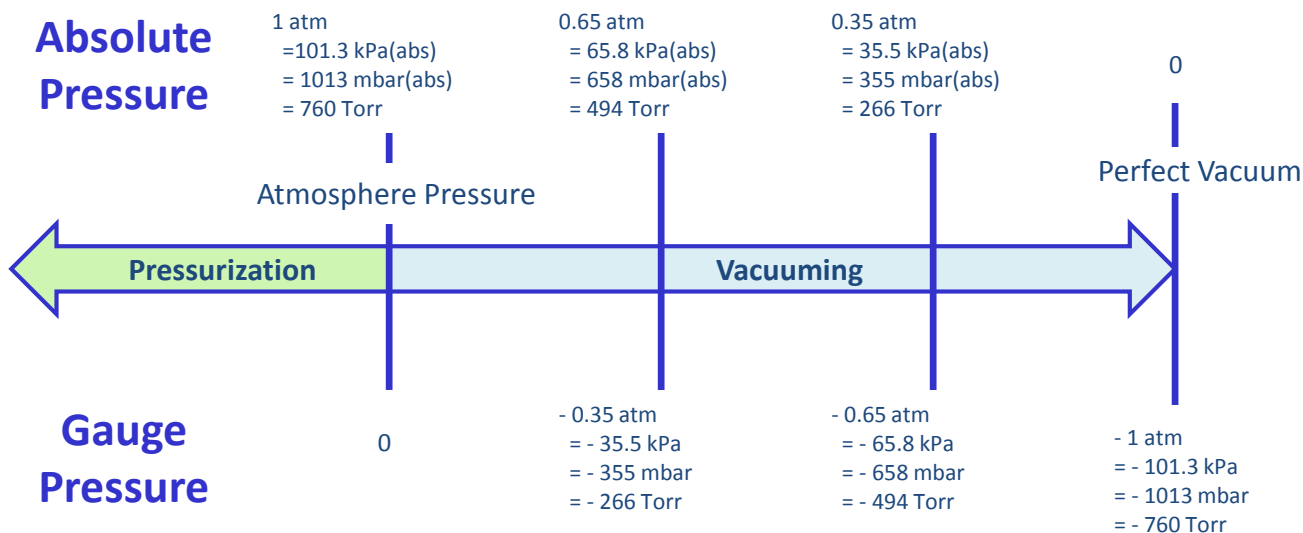 Absolute
Pressure
1 atm
=101.3 kPa(abs)
= 1013 mbar(abs)
= 760 Torr
0.65 atm
= 65.8 kPa(abs)
= 658 mbar(abs)
= 494 Torr
0.35 atm
= 35.5 kPa(abs)
= 355 mbar(abs)
= 266 Torr
0
Atmosphere Pressure
Perfect Vacuum
Pressurization
Vacuuming
Gauge
Pressure
0
- 0.35 atm
= - 35.5 kPa
= - 355 mbar
= - 266 Torr
- 0.65 atm
= - 65.8 kPa
= - 658 mbar
= - 494 Torr
- 1 atm
= - 101.3 kPa
= - 1013 mbar
= - 760 Torr